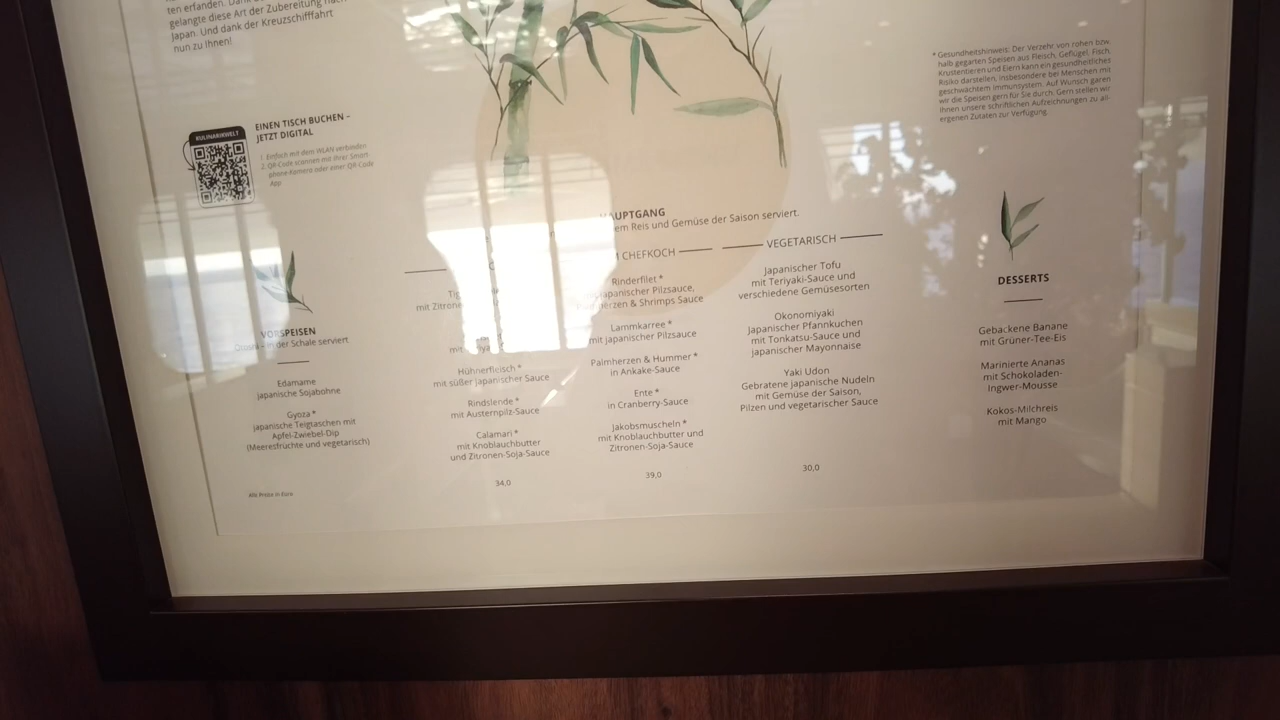 ten erfanden.
gelangte diese Art der Zubereitung nach
Japan. Und dank der Kreuzschifffahrt
nun zu Ihnen!
KULINARIKWELT
EINEN TISCH BUCHEN –
JETZT DIGITAL
1. Einfach mit dem WLAN verbinden
2. QR-Code scannen mit Ihrer Smart-
phone-Kamera oder einer QR-Code
App
* Gesundheitshinweis: Der Verzehr von rohen bzw.
halb gegarten Speisen aus Fleisch, Geflügel, Fisch,
Krustentieren und Eiern kann ein gesundheitliches
Risiko darstellen, insbesondere bei Menschen mit
geschwächtem Immunsystem. Auf Wunsch garen
wir die Speisen gern für Sie durch. Gern stellen wir
Ihnen unsere schriftlichen Aufzeichnungen zu all-
ergenen Zutaten zur Verfügung.
VORSPEISEN
in der Schale serviert
Edamame
japanische Sojabohne
Gyoza *
japanische Teigtaschen mit
Apfel-Zwiebel-Dip
(Meeresfrüchte und vegetarisch)
Alle Preise in Euro
HAUPTGANG
Reis und Gemüse der Saison serviert.
mit
mit
Hühnerfleisch *
mit süßer japanischer Sauce
Rindslende *
mit Austernpilz-Sauce
Calamari *
mit Knoblauchbutter
und Zitronen-Soja-Sauce
34,0
CHEFKOCH
Rinderfilet *
japanischer Pilzsauce,
& Shrimps Sauce
Lammkarree *
mit japanischer Pilzsauce
Palmherzen & Hummer *
in Ankake-Sauce
Ente *
in Cranberry-Sauce
Jakobsmuscheln *
mit Knoblauchbutter und
Zitronen-Soja-Sauce
39,0
VEGETARISCH
Japanischer Tofu
mit Teriyaki-Sauce und
verschiedene Gemüsesorten
Okonomiyaki
Japanischer Pfannkuchen
mit Tonkatsu-Sauce und
japanischer Mayonnaise
Yaki Udon
Gebratene japanische Nudeln
mit Gemüse der Saison,
Pilzen und vegetarischer Sauce
30,0
DESSERTS
Gebackene Banane
mit Grüner-Tee-Eis
Marinierte Ananas
mit Schokoladen-
Ingwer-Mousse
Kokos-Milchreis
mit Mango